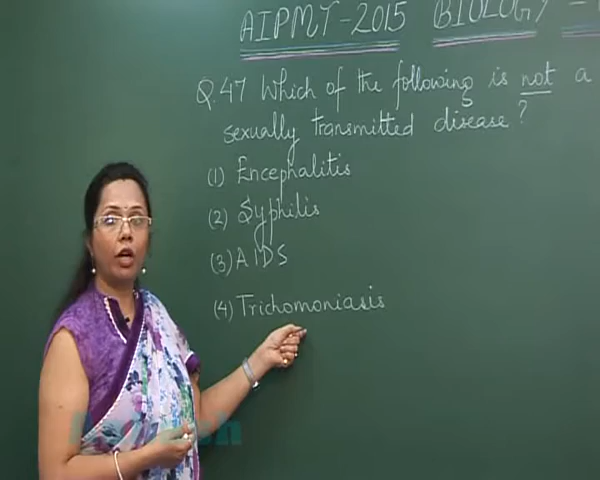 AIPMT-2015 BIOLOGY -
Q.47 Which of the following is not a
sexually transmitted disease?
(1) Encephalitis
(2) Syphilis
(3) AIDS
(4) Trichomoniasis